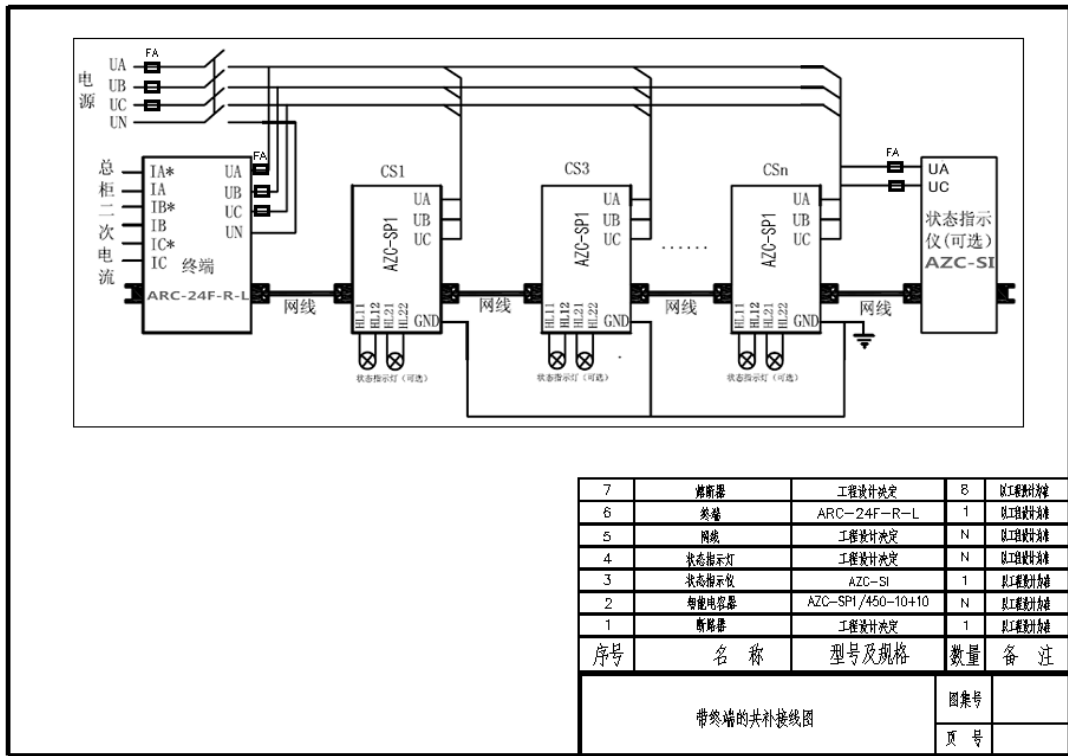 电源
UA
FA
UB
UC
UN
总柜二次电流
IA*
IA
IB*
IB
IC*
IC
UA
FA
UB
UC
UN
终端
ARC-24F-R-L
网线
CS1
AZC-SP1
UA
UB
UC
HL11
HL12
HL21
HL22
GND
状态指示灯(可选)
网线
CS3
AZC-SP1
UA
UB
UC
HL11
HL12
HL21
HL22
GND
状态指示灯(可选)
......
网线
CSn
AZC-SP1
UA
UB
UC
HL11
HL12
HL21
HL22
GND
状态指示灯(可选)
网线
FA
UA
UC
状态指示
仪(可选)
AZC-SI
7 熔断器 工程设计决定 8 以工程设计为准
6 终端 ARC-24F-R-L 1 以工程设计为准
5 网线 工程设计决定 N 以工程设计为准
4 状态指示灯 工程设计决定 N 以工程设计为准
3 状态指示仪 AZC-SI 1 以工程设计为准
2 智能电容器 AZC-SP1/450-10+10 N 以工程设计为准
1 断路器 工程设计决定 1 以工程设计为准
序号 名 称 型号及规格 数量 备 注
带终端的共补接线图
图集号
页 号